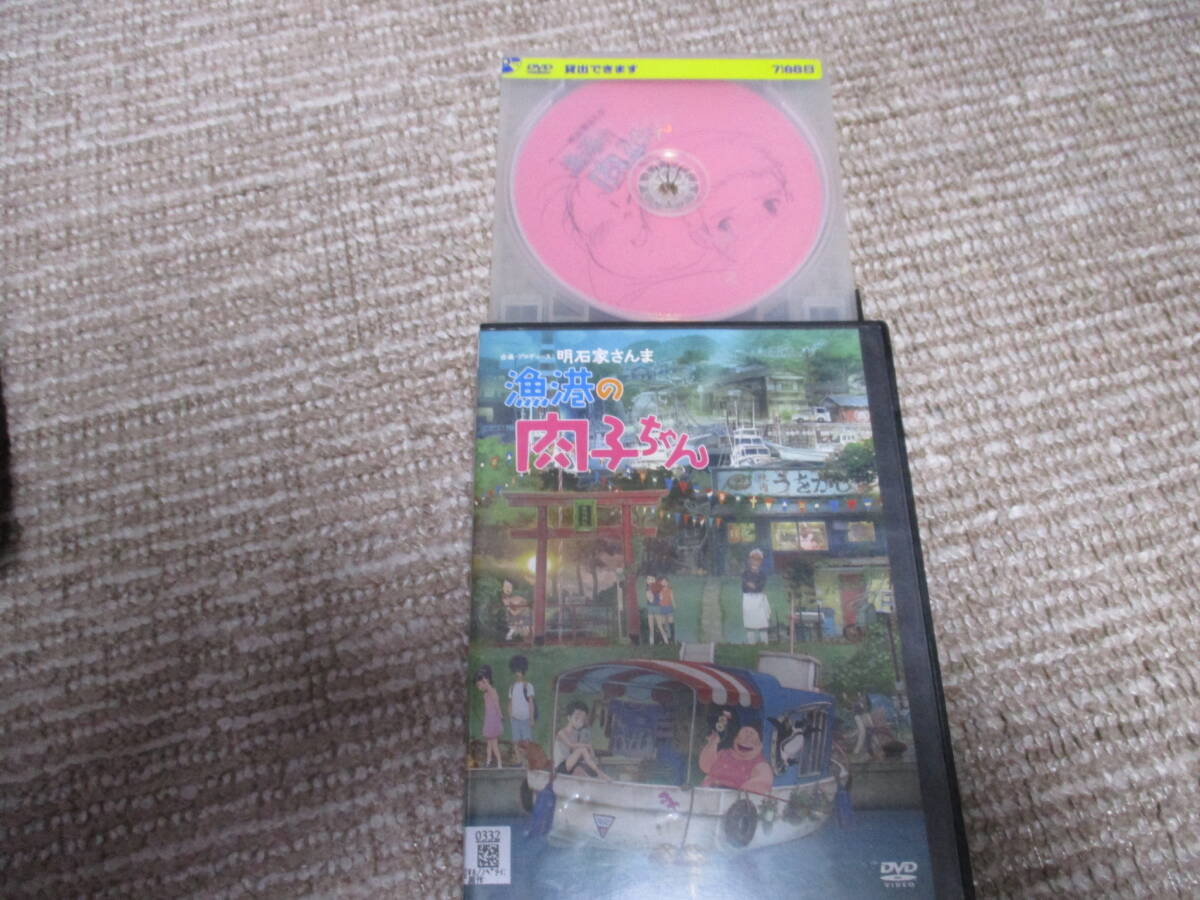 DVD 貸出できます 7泊8日
企画・プロデュース:明石家さんま
漁港の
肉子ちゃん
うをがし
0332
DVD
VIDEO